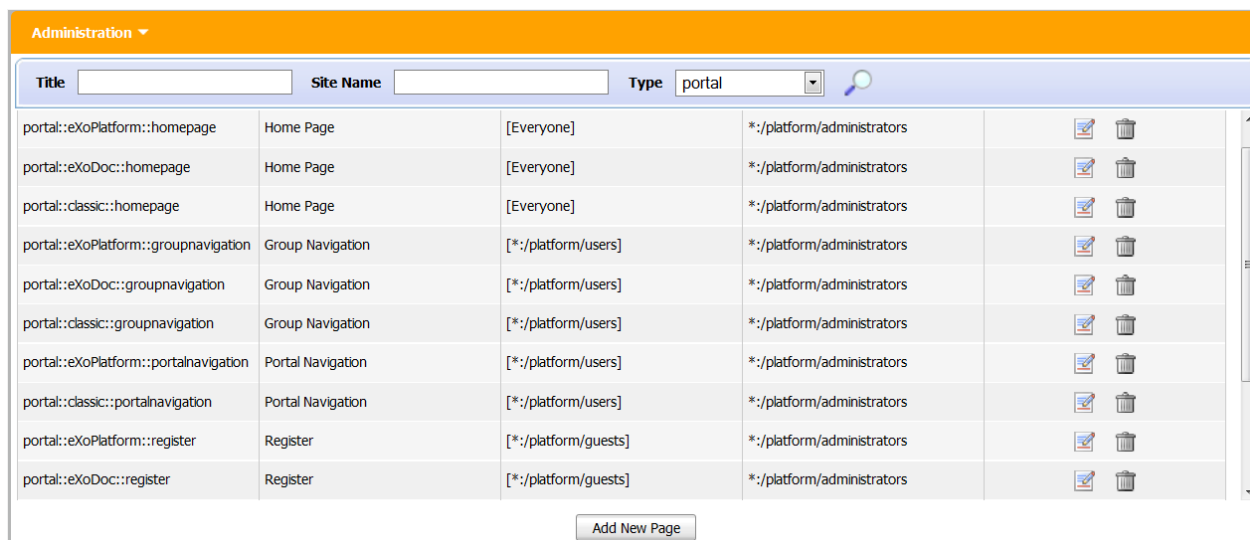 Administration
Title Site Name Type portal
portal::eXoPlatform::homepage Home Page [Everyone] *:/platform/administrators
portal::eXoDoc::homepage Home Page [Everyone] *:/platform/administrators
portal::classic::homepage Home Page [Everyone] *:/platform/administrators
portal::eXoPlatform::groupnavigation Group Navigation [*:/platform/users] *:/platform/administrators
portal::eXoDoc::groupnavigation Group Navigation [*:/platform/users] *:/platform/administrators
portal::classic::groupnavigation Group Navigation [*:/platform/users] *:/platform/administrators
portal::eXoPlatform::portalnavigation Portal Navigation [*:/platform/users] *:/platform/administrators
portal::classic::portalnavigation Portal Navigation [*:/platform/users] *:/platform/administrators
portal::eXoPlatform::register Register [*:/platform/guests] *:/platform/administrators
portal::eXoDoc::register Register [*:/platform/guests] *:/platform/administrators
Add New Page